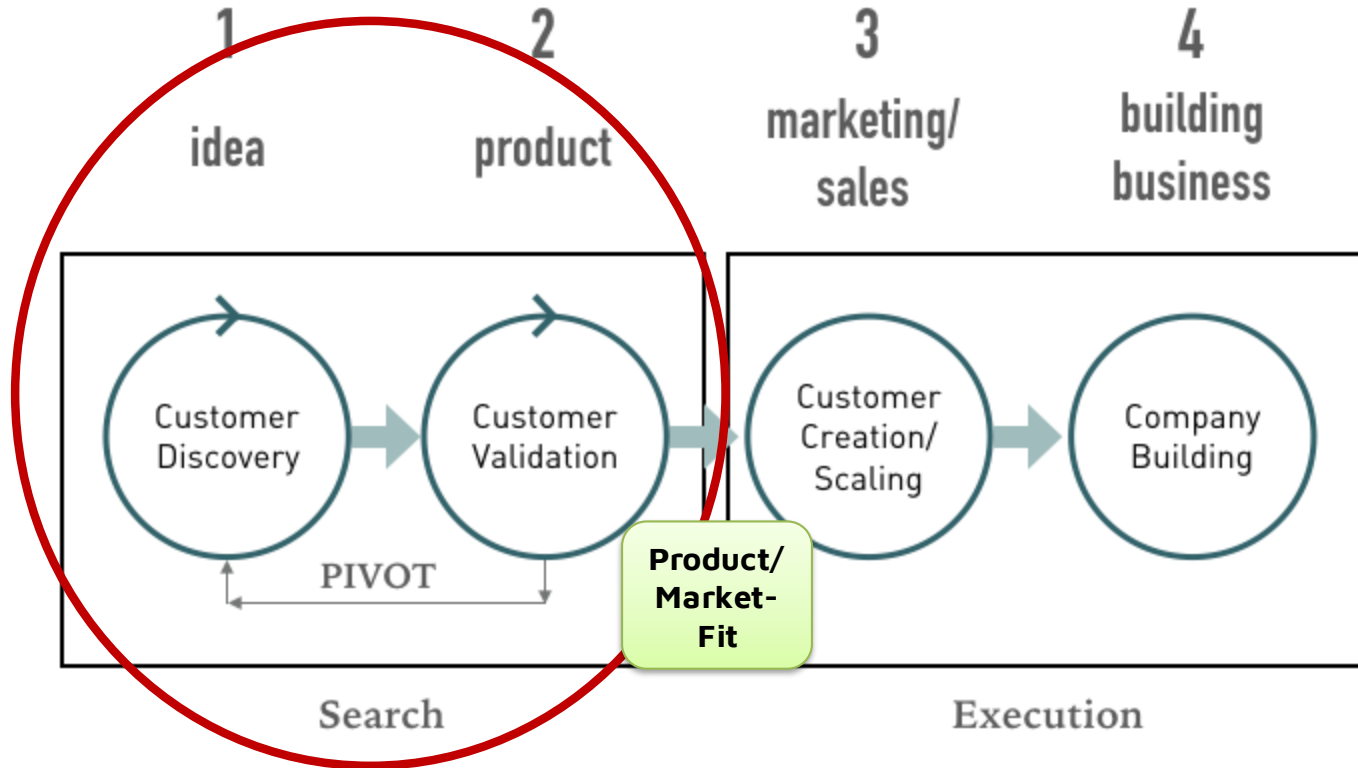 1
2
3
4
idea
product
marketing/
sales
building
business
Customer
Discovery
Customer
Validation
Customer
Creation/
Scaling
Company
Building
PIVOT
Product/
Market-
Fit
Search
Execution